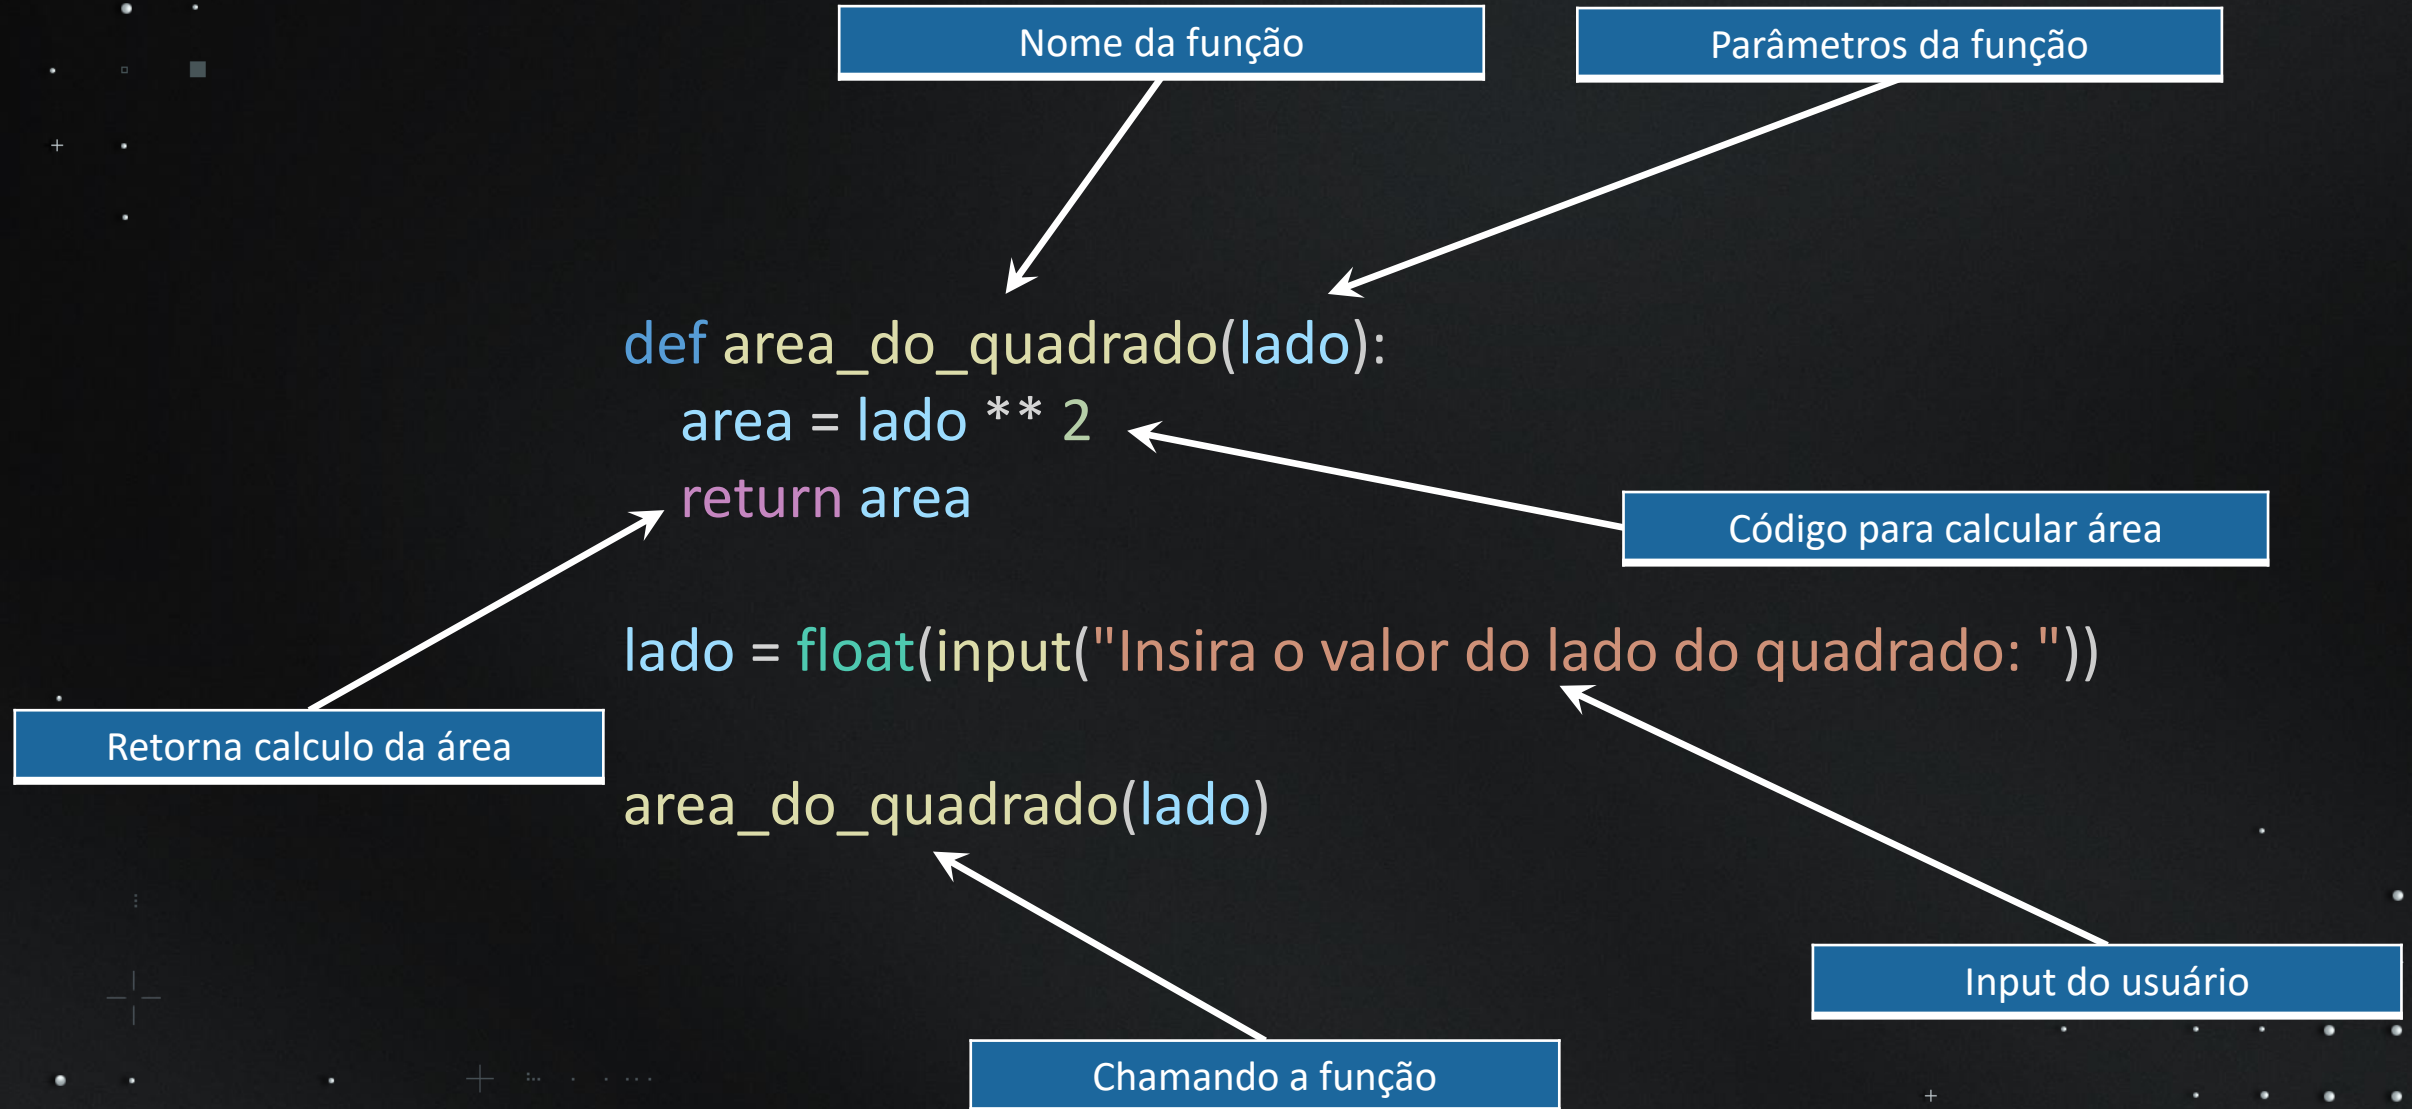 Nome da função
Parâmetros da função
def area_do_quadrado(lado):
area = lado ** 2
return area
Código para calcular área
lado = float(input("Insira o valor do lado do quadrado: "))
Retorna calculo da área
area_do_quadrado(lado)
Input do usuário
Chamando a função